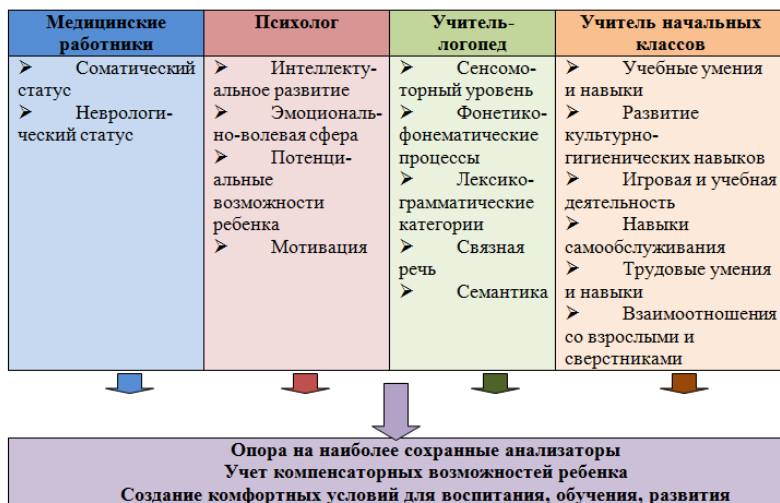 Медицинские
работники
➢ Соматический
статус
➢ Неврологи-
ческий статус
Психолог
➢ Интеллекту-
альное развитие
➢ Эмоциональ-
но-волевая сфера
➢ Потенци-
альные
возможности
ребенка
➢ Мотивация
Учитель-
логопед
➢ Сенсомо-
торный уровень
➢ Фонетико-
фонематические
процессы
➢ Лексико-
грамматические
категории
➢ Связная
речь
➢ Семантика
Учитель начальных
классов
➢ Учебные умения
и навыки
➢ Развитие
культурно-
гигиенических навыков
➢ Игровая и учебная
деятельность
➢ Навыки
самообслуживания
➢ Трудовые умения
и навыки
➢ Взаимоотношения
со взрослыми и
сверстниками
Опора на наиболее сохранные анализаторы
Учет компенсаторных возможностей ребенка
Создание комфортных условий для воспитания, обучения, развития